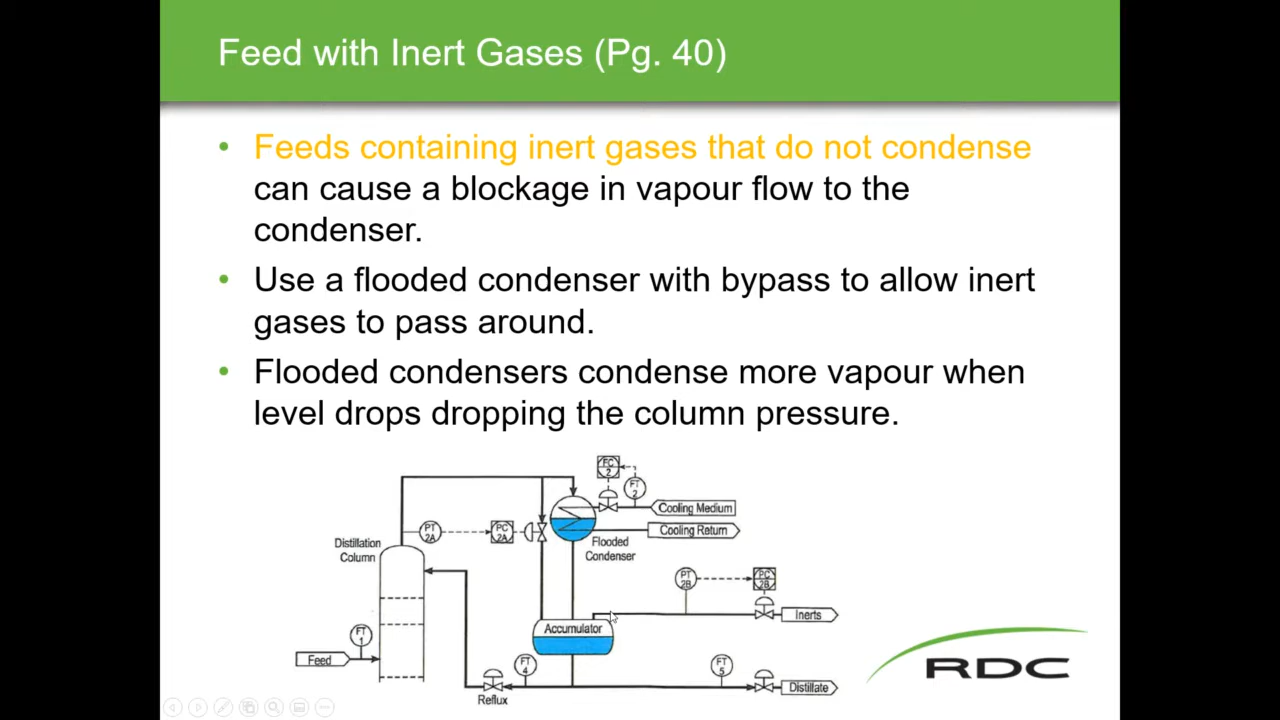 Feed with Inert Gases (Pg. 40)
• Feeds containing inert gases that do not condense
can cause a blockage in vapour flow to the
condenser.
• Use a flooded condenser with bypass to allow inert
gases to pass around.
• Flooded condensers condense more vapour when
level drops dropping the column pressure.
FC
2
FT
2
Cooling Medium
PT
2A
PC
2A
Cooling Return
Distillation
Column
Flooded
Condenser
PT
2B
PC
2B
Inerts
Accumulator
FT
1
Feed
FT
4
FT
5
Reflux
Distillate
RDC